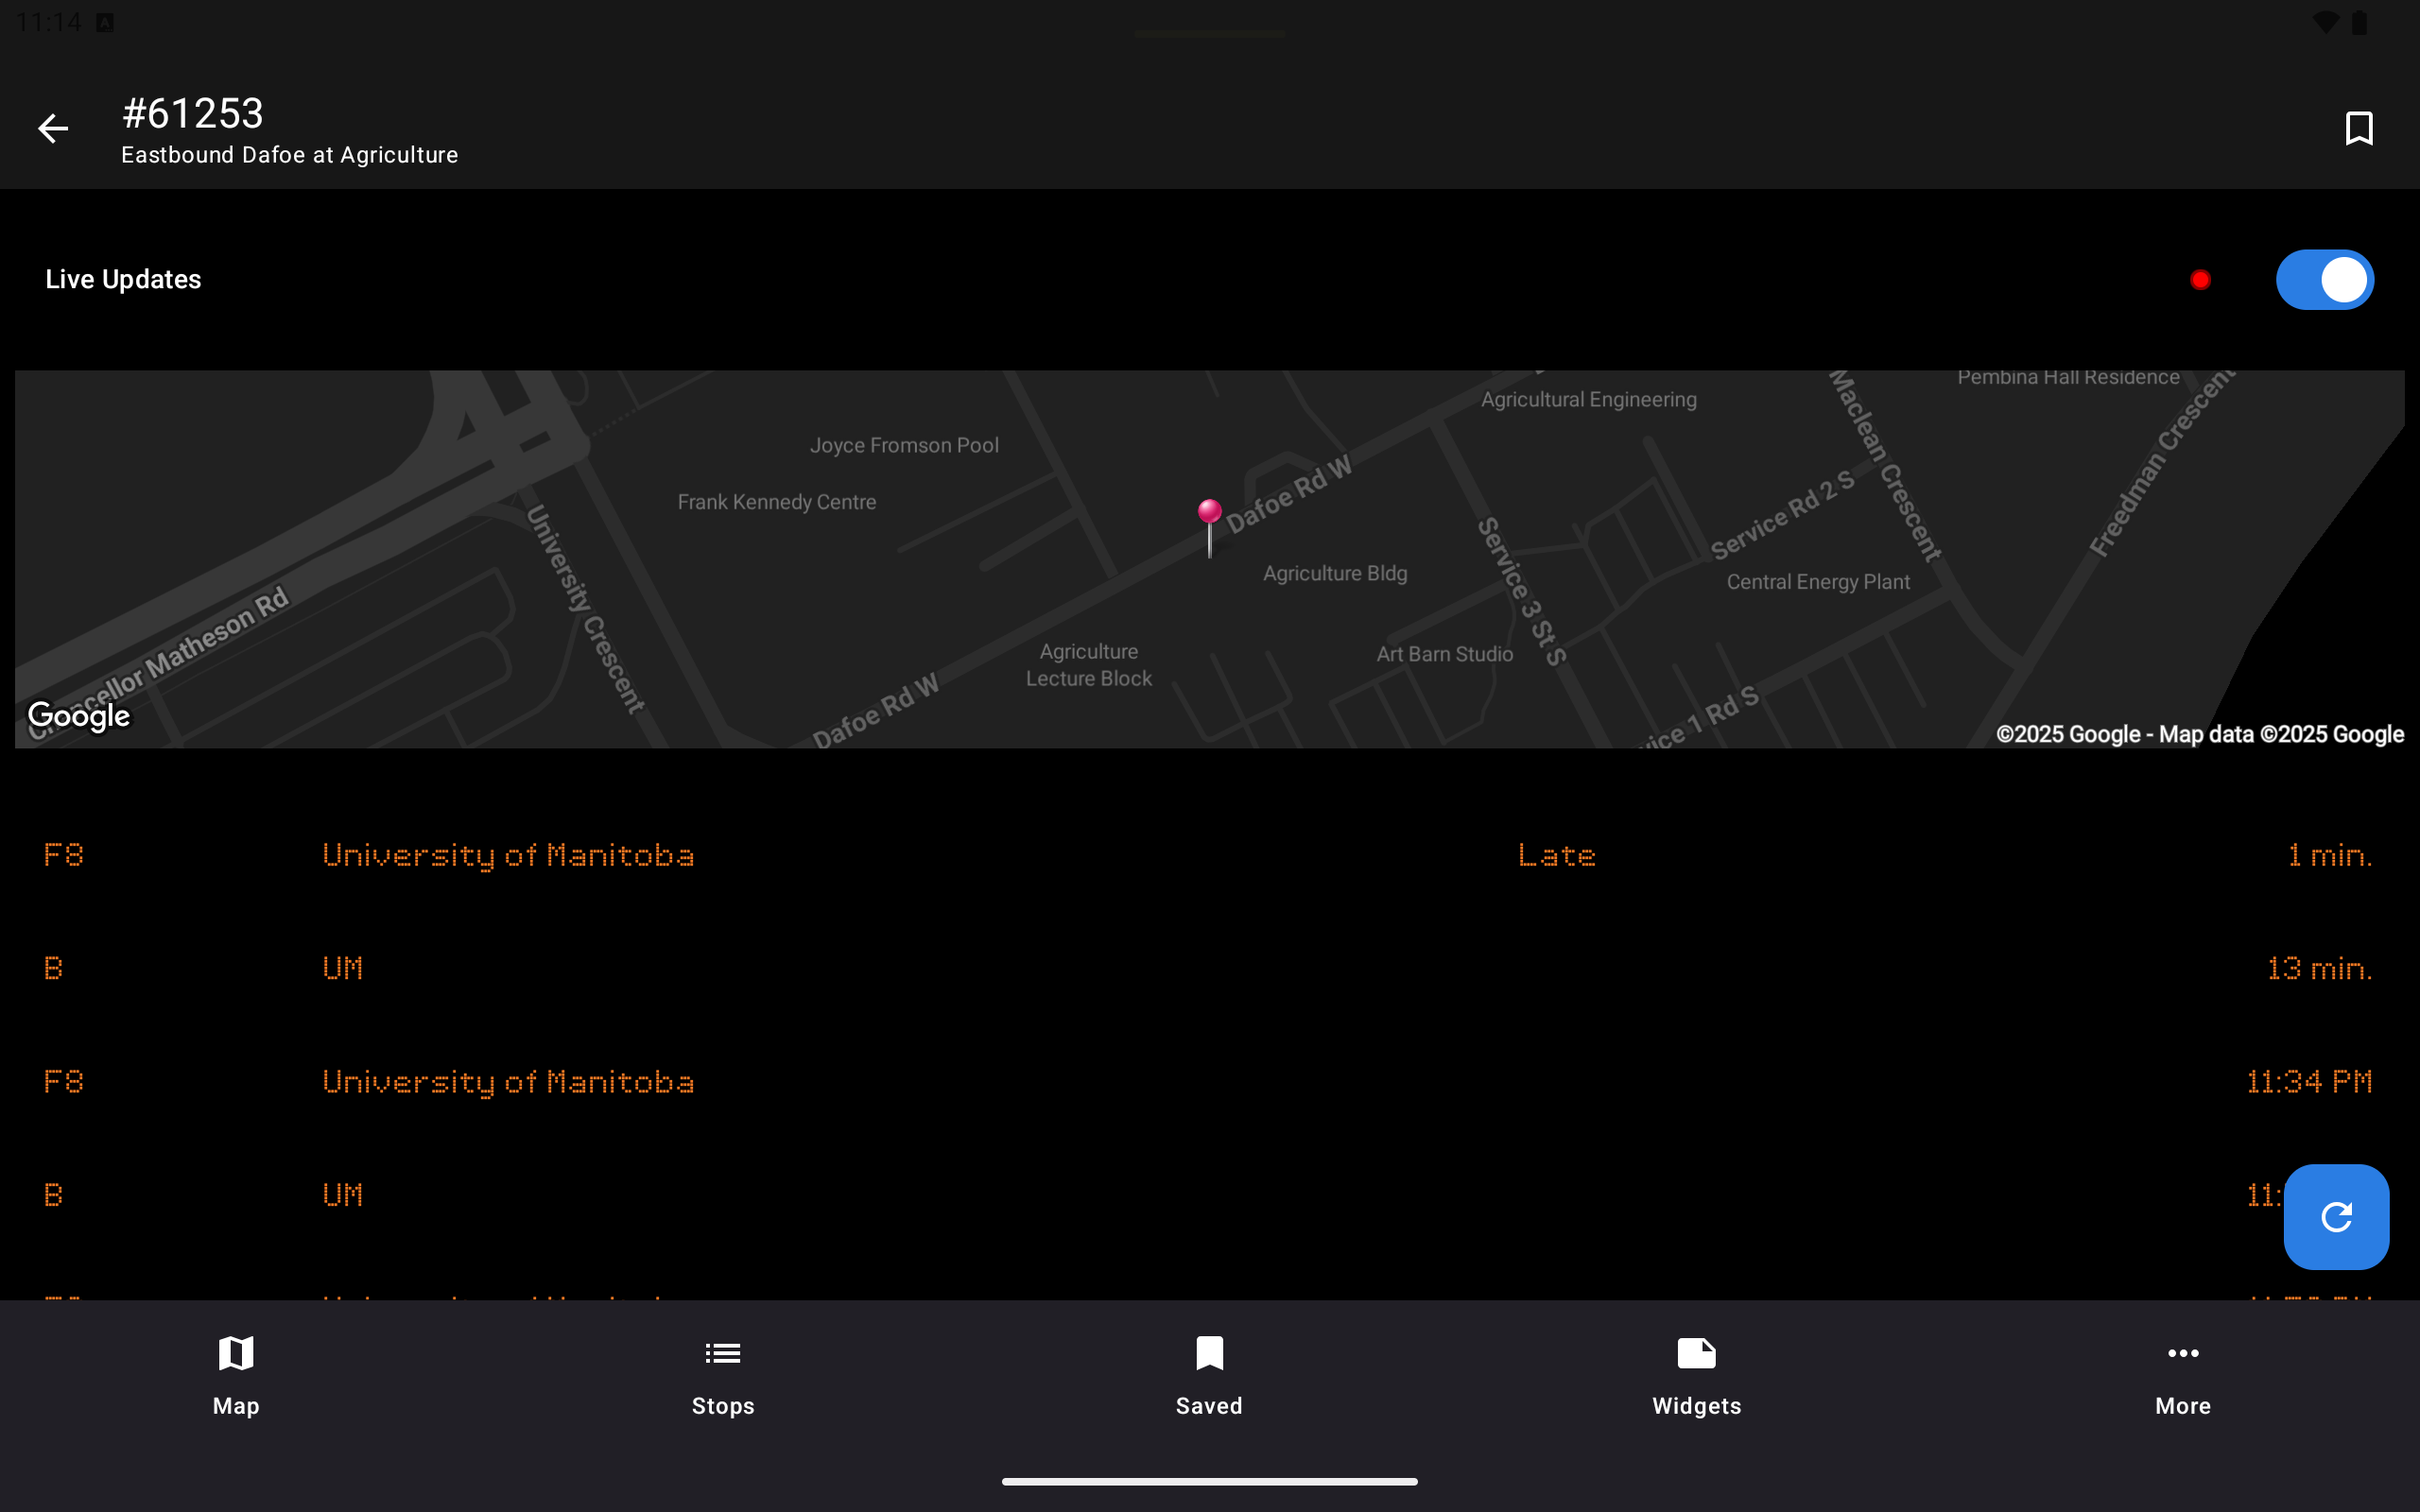 11:14
#61253
Eastbound Dafoe at Agriculture
Live Updates
Pembina Hall Residence
Agricultural Engineering
Maclean Crescent
Freedman Crescent
Joyce Fromson Pool
Frank Kennedy Centre
Dafoe Rd W
Service Rd 2 S
University Crescent
Service 3 St S
Agriculture Bldg
Central Energy Plant
Chancellor Matheson Rd
Agriculture
Lecture Block
Art Barn Studio
Dafoe Rd W
vice 1 Rd S
Google
©2025 Google - Map data ©2025 Google
F8 University of Manitoba Late 1 min.
B UM 13 min.
F8 University of Manitoba 11:34 PM
B UM 11:
Map Stops Saved Widgets More